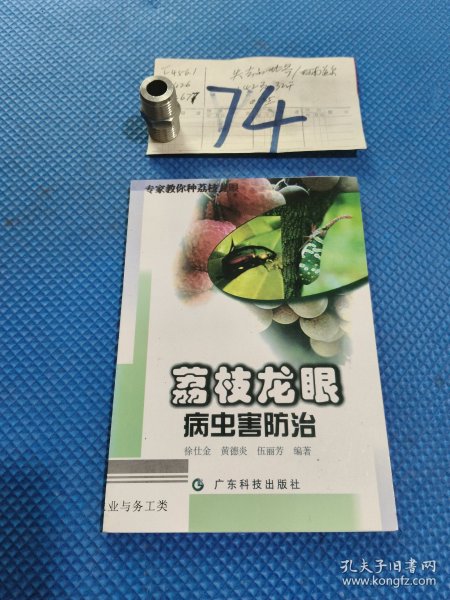 74
专家教你种荔枝龙眼
荔枝龙眼
病虫害防治
徐仕金 黄德炎 伍丽芳 编著
广东科技出版社
业与务工类
孔夫子旧书网
www.kongfz.com